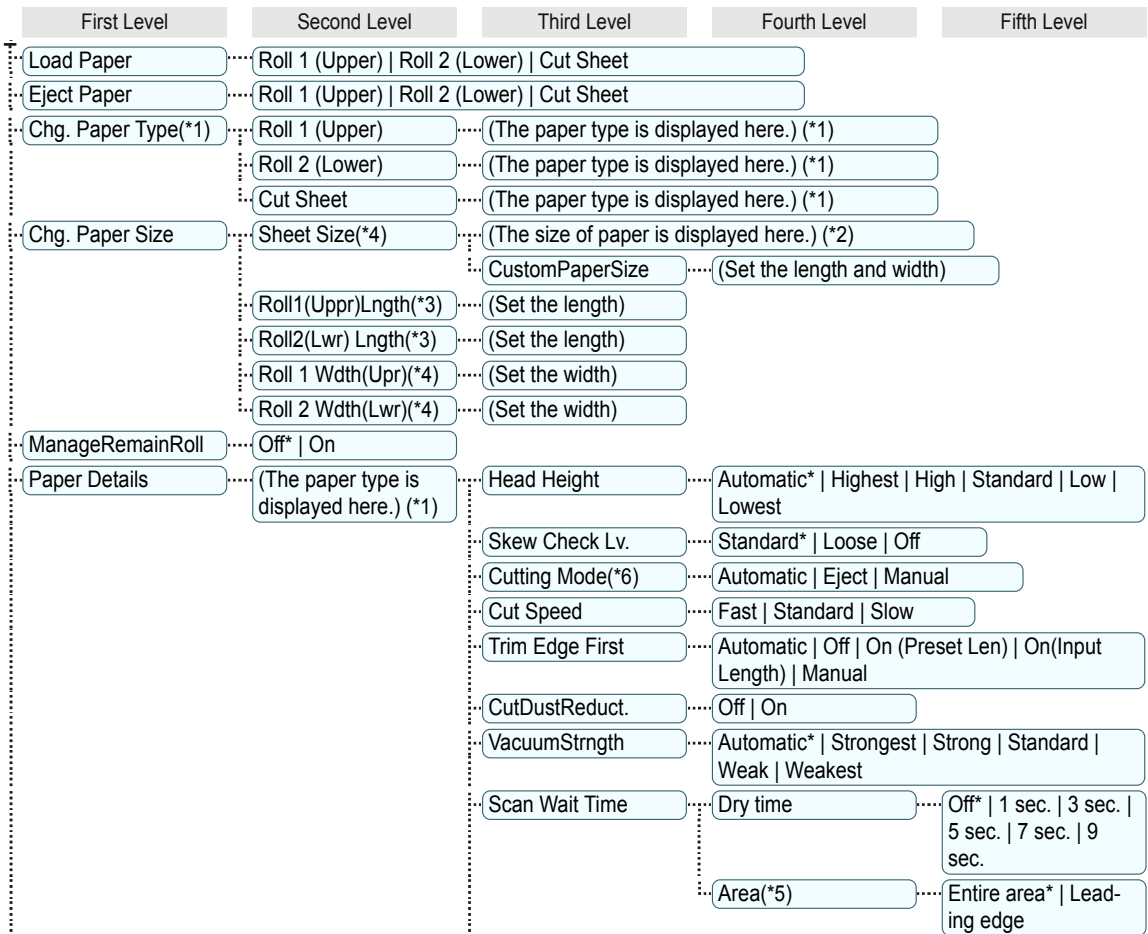 First Level Second Level Third Level Fourth Level Fifth Level
Load Paper Roll 1 (Upper) | Roll 2 (Lower) | Cut Sheet
Eject Paper Roll 1 (Upper) | Roll 2 (Lower) | Cut Sheet
Chg. Paper Type(*1) Roll 1 (Upper) (The paper type is displayed here.) (*1)
Roll 2 (Lower) (The paper type is displayed here.) (*1)
Cut Sheet (The paper type is displayed here.) (*1)
Chg. Paper Size Sheet Size(*4) (The size of paper is displayed here.) (*2)
CustomPaperSize (Set the length and width)
Roll1(Uppr)Lngth(*3) (Set the length)
Roll2(Lwr) Lngth(*3) (Set the length)
Roll 1 Wdth(Upr)(*4) (Set the width)
Roll 2 Wdth(Lwr)(*4) (Set the width)
ManageRemainRoll Off* | On
Paper Details (The paper type is displayed here.) (*1) Head Height Automatic* | Highest | High | Standard | Low |
Lowest
Skew Check Lv. Standard* | Loose | Off
Cutting Mode(*6) Automatic | Eject | Manual
Cut Speed Fast | Standard | Slow
Trim Edge First Automatic | Off | On (Preset Len) | On(Input
Length) | Manual
CutDustReduct. Off | On
VacuumStrngth Automatic* | Strongest | Strong | Standard |
Weak | Weakest
Scan Wait Time Dry time Off* | 1 sec. | 3 sec. |
5 sec. | 7 sec. | 9
sec.
Area(*5) Entire area* | Lead-
ing edge